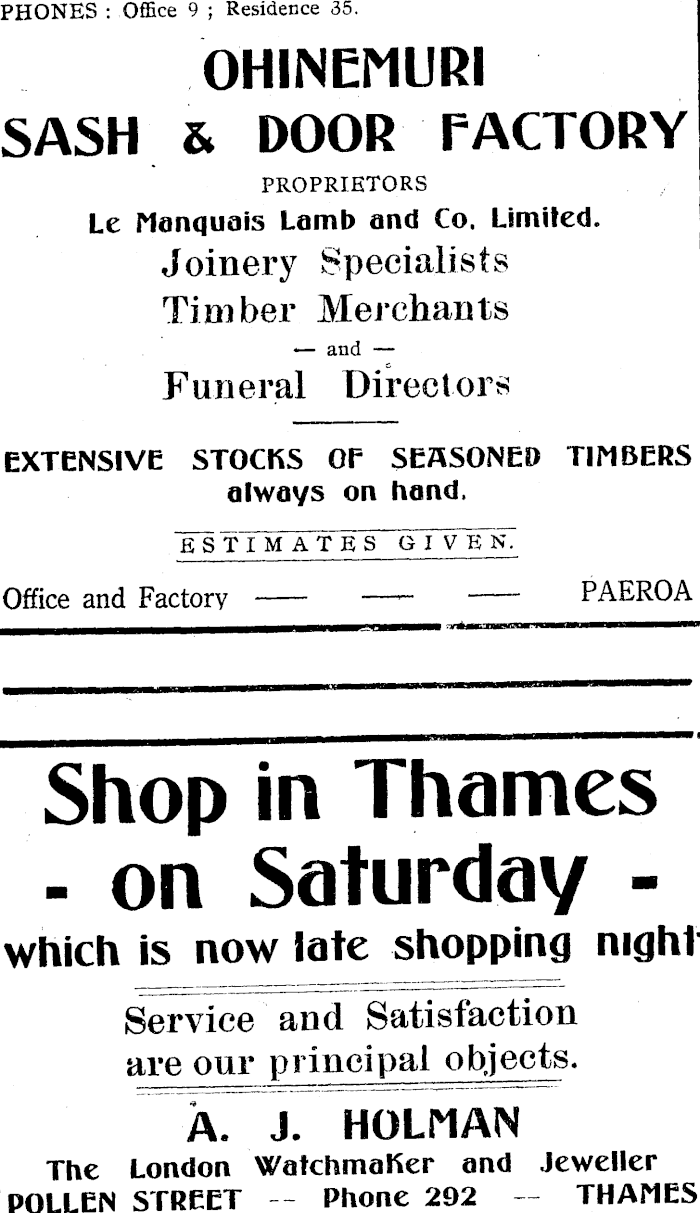 PHONES : Office 9 ; Residence 35.
OHINEMURI
SASH & DOOR FACTORY
PROPRIETORS
Le Manquais Lamb and Co. Limited.
Joinery Specialists
Timber Merchants
— and —
Funeral Directors
EXTENSIVE STOCKS OF SEASONED TIMBERS
always on hand.
ESTIMATES GIVEN.
Office and Factory — — — PAEROA
Shop in Thames
- on Saturday -
which is now late shopping night
Service and Satisfaction
are our principal objects.
A. J. HOLMAN
The London Watchmaker and Jeweller
POLLEN STREET -- Phone 292 -- THAMES